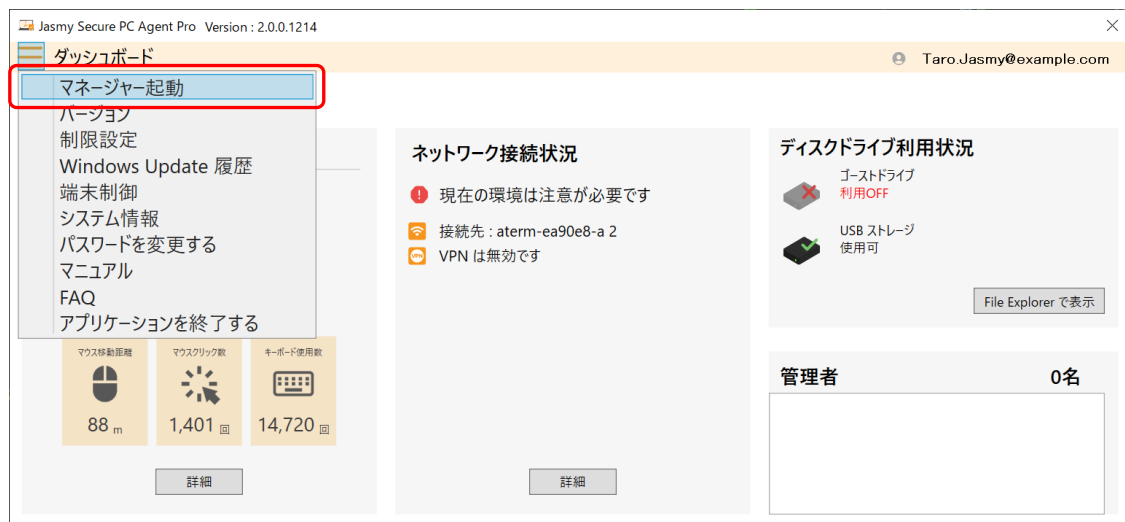 Jasmy Secure PC Agent Pro Version : 2.0.0.1214
ダッシュボード
Taro.Jasmy@example.com
マネージャー起動
バージョン
制限設定
Windows Update 履歴
端末制御
システム情報
パスワードを変更する
マニュアル
FAQ
アプリケーションを終了する
マウス移動距離
88 m
マウスクリック数
1,401 回
キーボード使用数
14,720 回
詳細
ネットワーク接続状況
現在の環境は注意が必要です
接続先 : aterm-ea90e8-a 2
VPN
VPN は無効です
詳細
ディスクドライブ利用状況
ゴーストドライブ
利用OFF
USB ストレージ
使用可
File Explorer で表示
管理者 0名